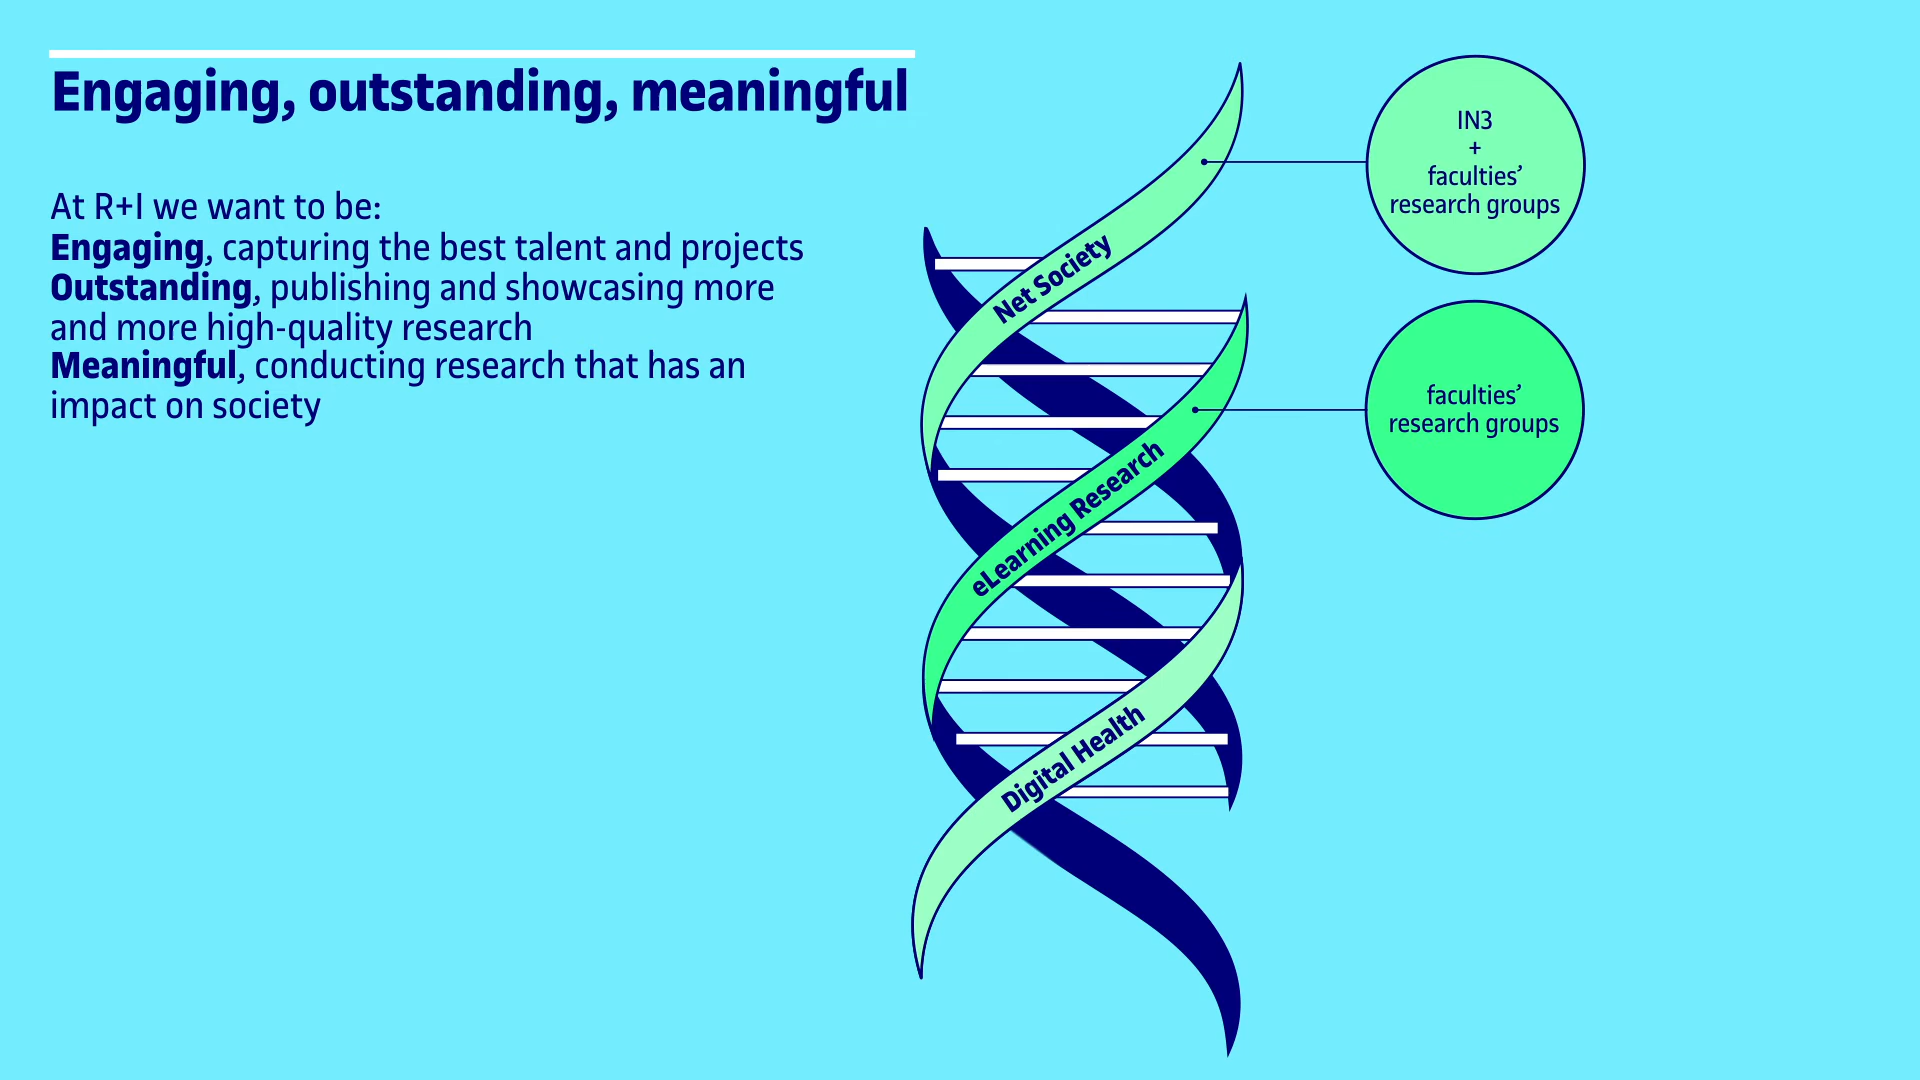 Engaging, outstanding, meaningful
At R+I we want to be:
Engaging, capturing the best talent and projects
Outstanding, publishing and showcasing more
and more high-quality research
Meaningful, conducting research that has an
impact on society
Net Society
eLearning Research
Digital Health
IN3
+
faculties’
research groups
faculties’
research groups